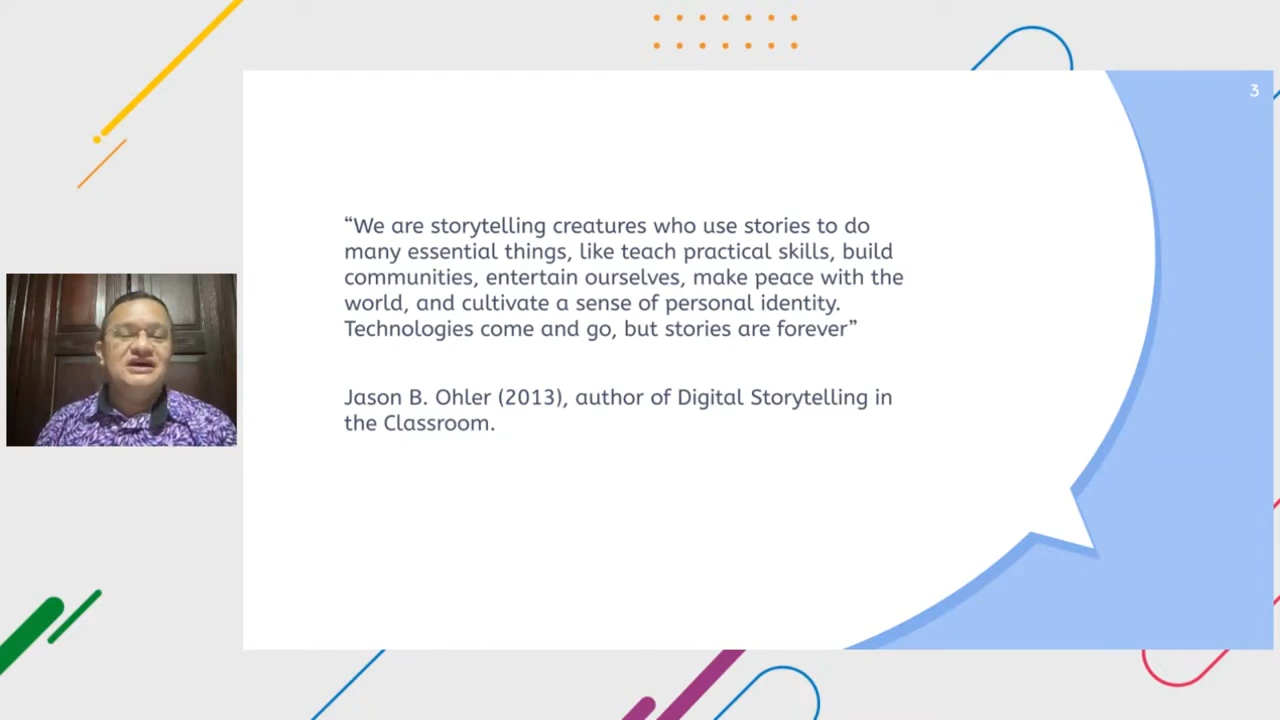 3
“We are storytelling creatures who use stories to do
many essential things, like teach practical skills, build
communities, entertain ourselves, make peace with the
world, and cultivate a sense of personal identity.
Technologies come and go, but stories are forever”
Jason B. Ohler (2013), author of Digital Storytelling in
the Classroom.